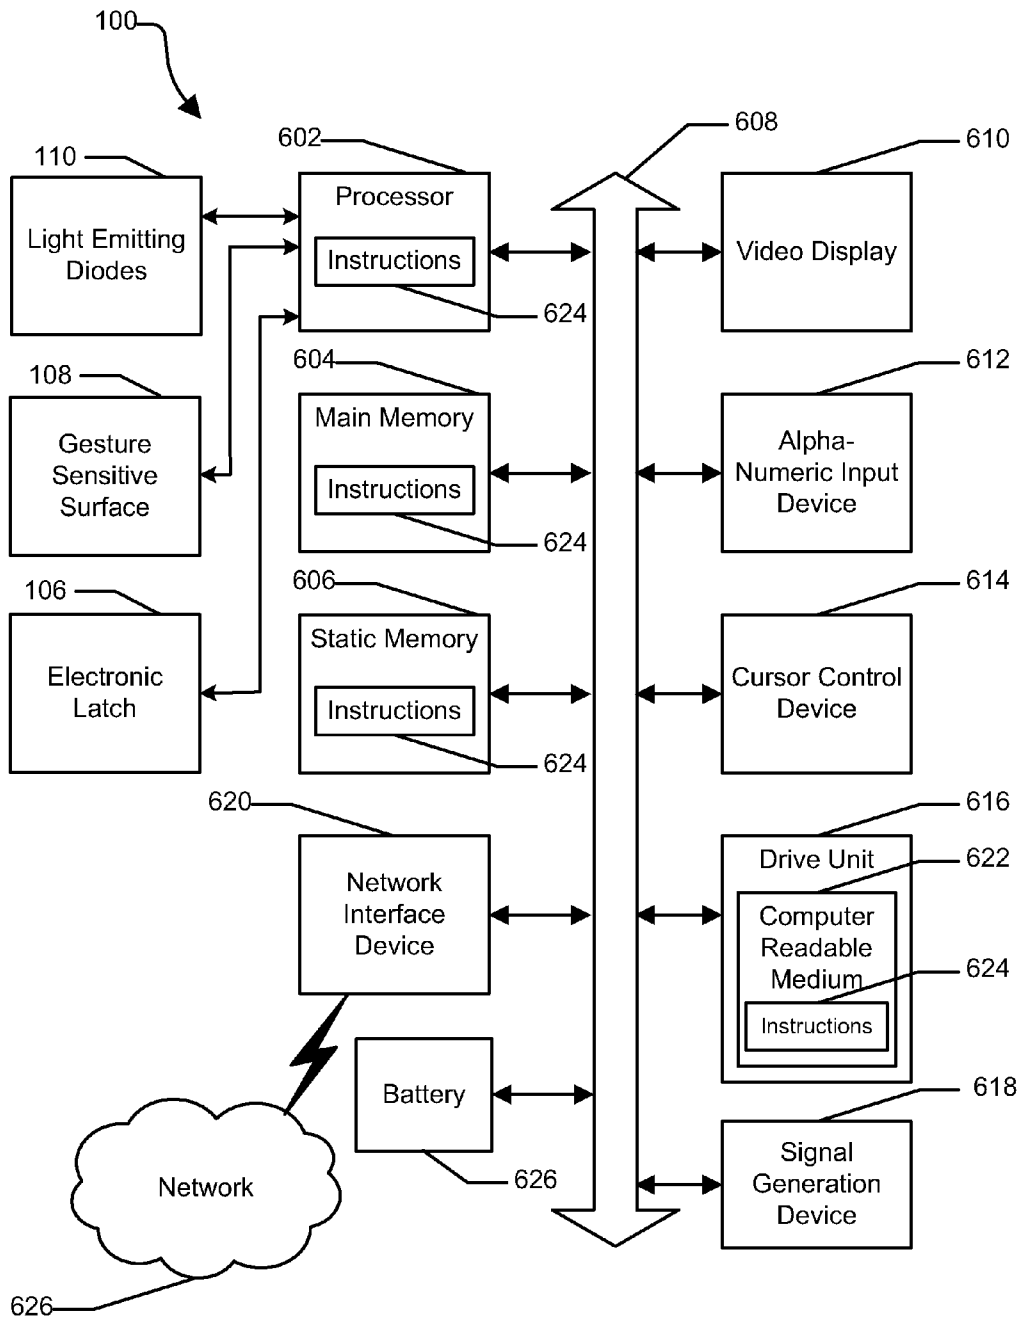 100
602
608
610
110
Processor
Instructions
624
Light Emitting
Diodes
Video Display
108
604
612
Gesture
Sensitive
Surface
Main Memory
Instructions
624
Alpha-
Numeric Input
Device
106
606
614
Electronic
Latch
Static Memory
Instructions
624
Cursor Control
Device
620
616
Network
Interface
Device
Drive Unit
622
Computer
Readable
Medium
624
Instructions
Battery
626
618
Signal
Generation
Device
Network
626